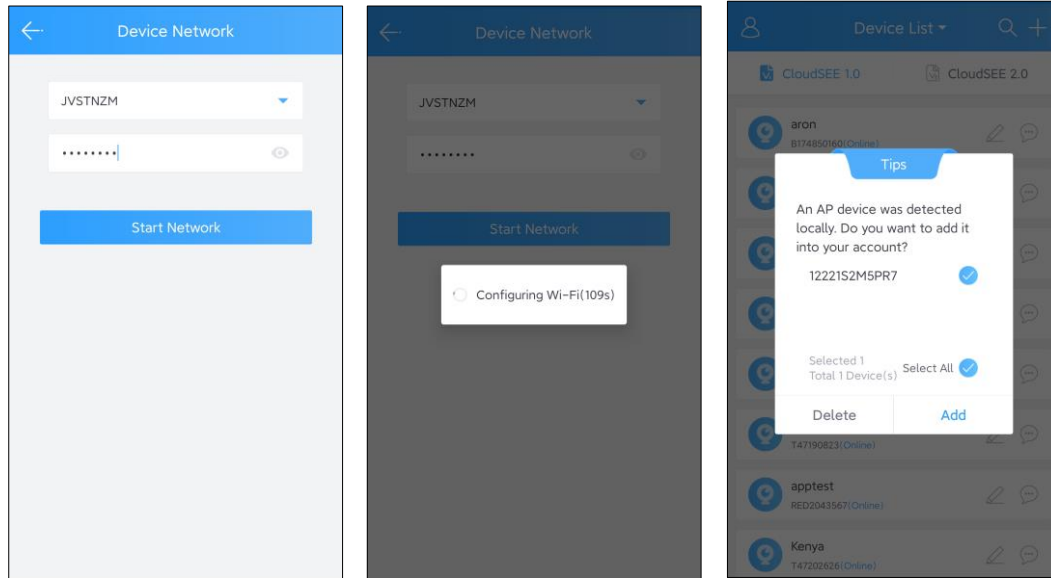 Device Network
JVSTNZM
........
Start Network
Device Network
JVSTNZM
........
Start Network
Configuring Wi-Fi(109s)
Device List
CloudSEE 1.0
CloudSEE 2.0
aron
B174850160(Online)
Tips
An AP device was detected
locally. Do you want to add it
into your account?
12221S2M5PR7
Selected 1
Total 1 Device(s)
Select All
Delete
Add
T47190823(Online)
apptest
RED2043567(Online)
Kenya
T47202626(Online)